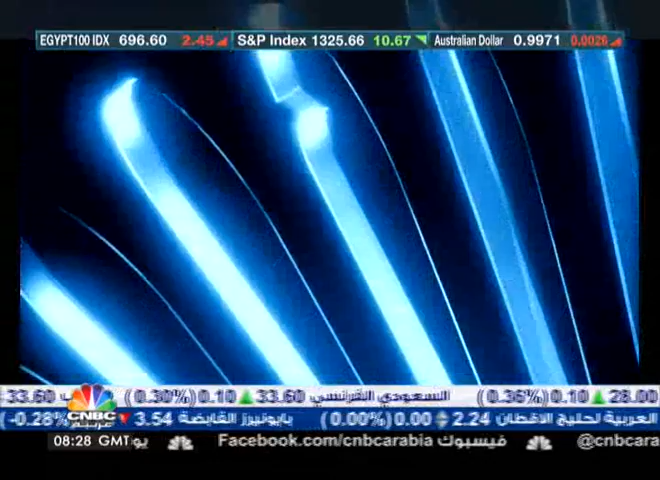 EGYPT100 IDX 696.60 2.45 S&P Index 1325.66 10.67 Australian Dollar 0.9971 0.0026
28.00 0.10 (0.36%) السعودي الفرنسي 33.60 0.10 (0.30%) 33.60
العربية لحليج الاقطان 2.24 0.00 (0.00%) بايونيرز القابضة 3.54 -0.28%)
CNBC
عربية
08:28 GMT يو Facebook.com/cnbcarabia فيسبوك @cnbcara